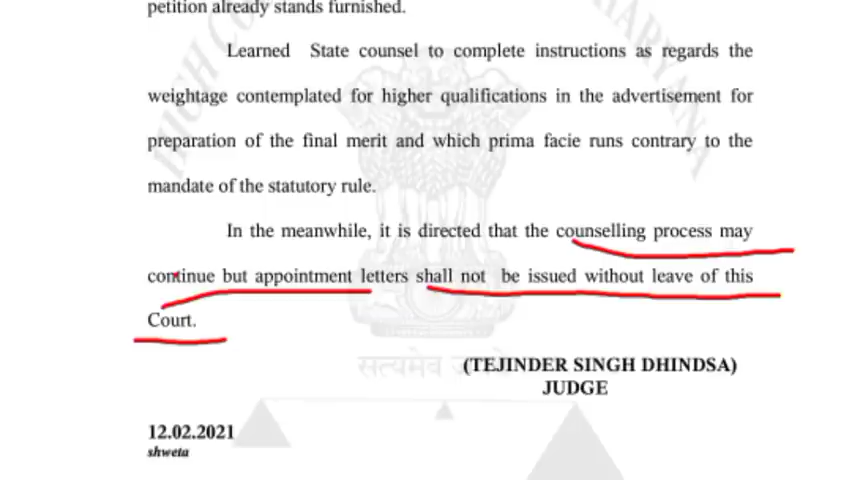 petition already stands furnished.
Learned State counsel to complete instructions as regards the
weightage contemplated for higher qualifications in the advertisement for
preparation of the final merit and which prima facie runs contrary to the
mandate of the statutory rule.
In the meanwhile, it is directed that the counselling process may
continue but appointment letters shall not be issued without leave of this
Court.
(TEJINDER SINGH DHINDSA)
JUDGE
12.02.2021
shweta